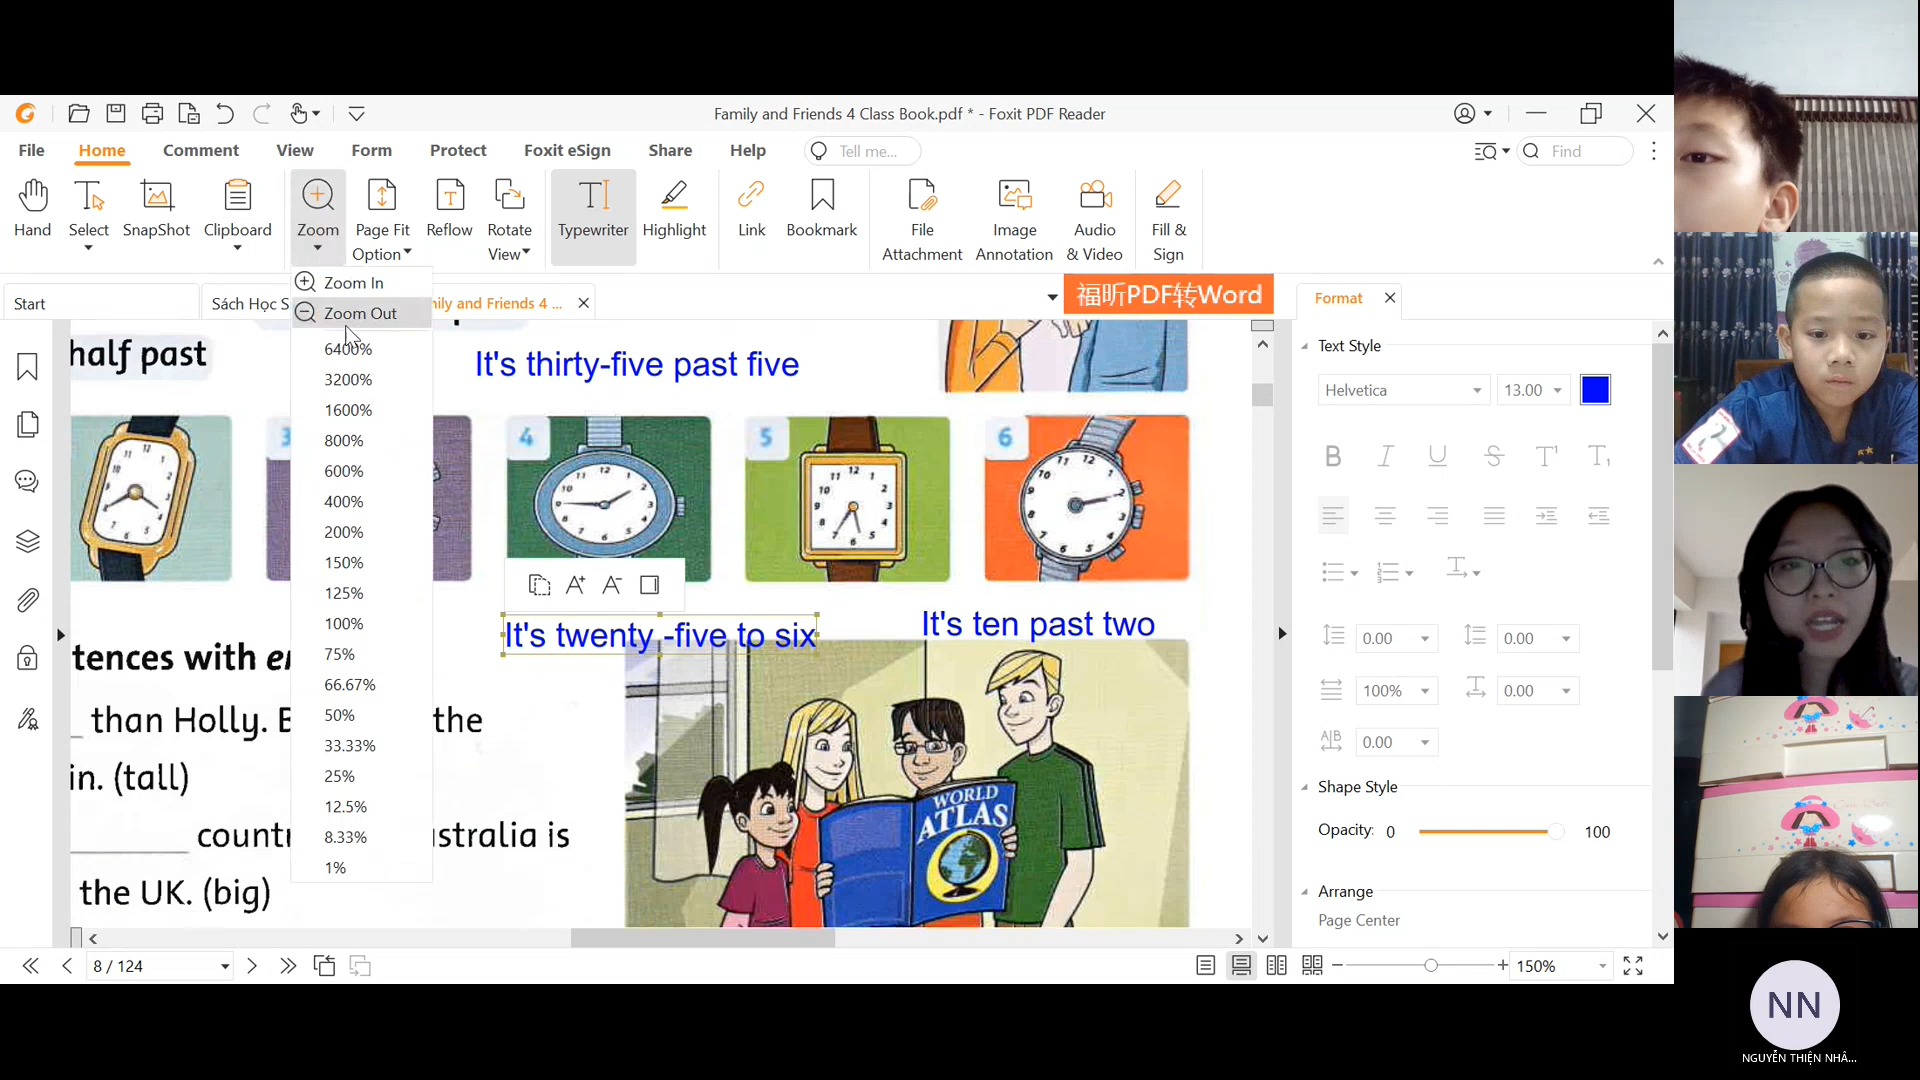 Family and Friends 4 Class Book.pdf * - Foxit PDF Reader
File Home Comment View Form Protect Foxit eSign Share Help Tell me... Find
Hand Select SnapShot Clipboard Zoom Page Fit Option Reflow Rotate View Typewriter Highlight Link Bookmark File Attachment Image Annotation Audio & Video Fill & Sign
Zoom In
Zoom Out
6400%
3200%
1600%
800%
600%
400%
200%
150%
125%
100%
75%
66.67%
50%
33.33%
25%
12.5%
8.33%
1%
Start Sách Học S ily and Friends 4 ... 福昕PDF转Word
half past It's thirty-five past five
3 4 5 6
It's twenty -five to six It's ten past two
tences with
than Holly. the
in. (tall)
countr ustralia is
the UK. (big)
WORLD
ATLAS
Format
Text Style
Helvetica 13.00
0.00 0.00
100% 0.00
A|B 0.00
Shape Style
Opacity: 0 100
Arrange
Page Center
8 / 124 150%
NN
NGUYỄN THIỆN NHÂ...